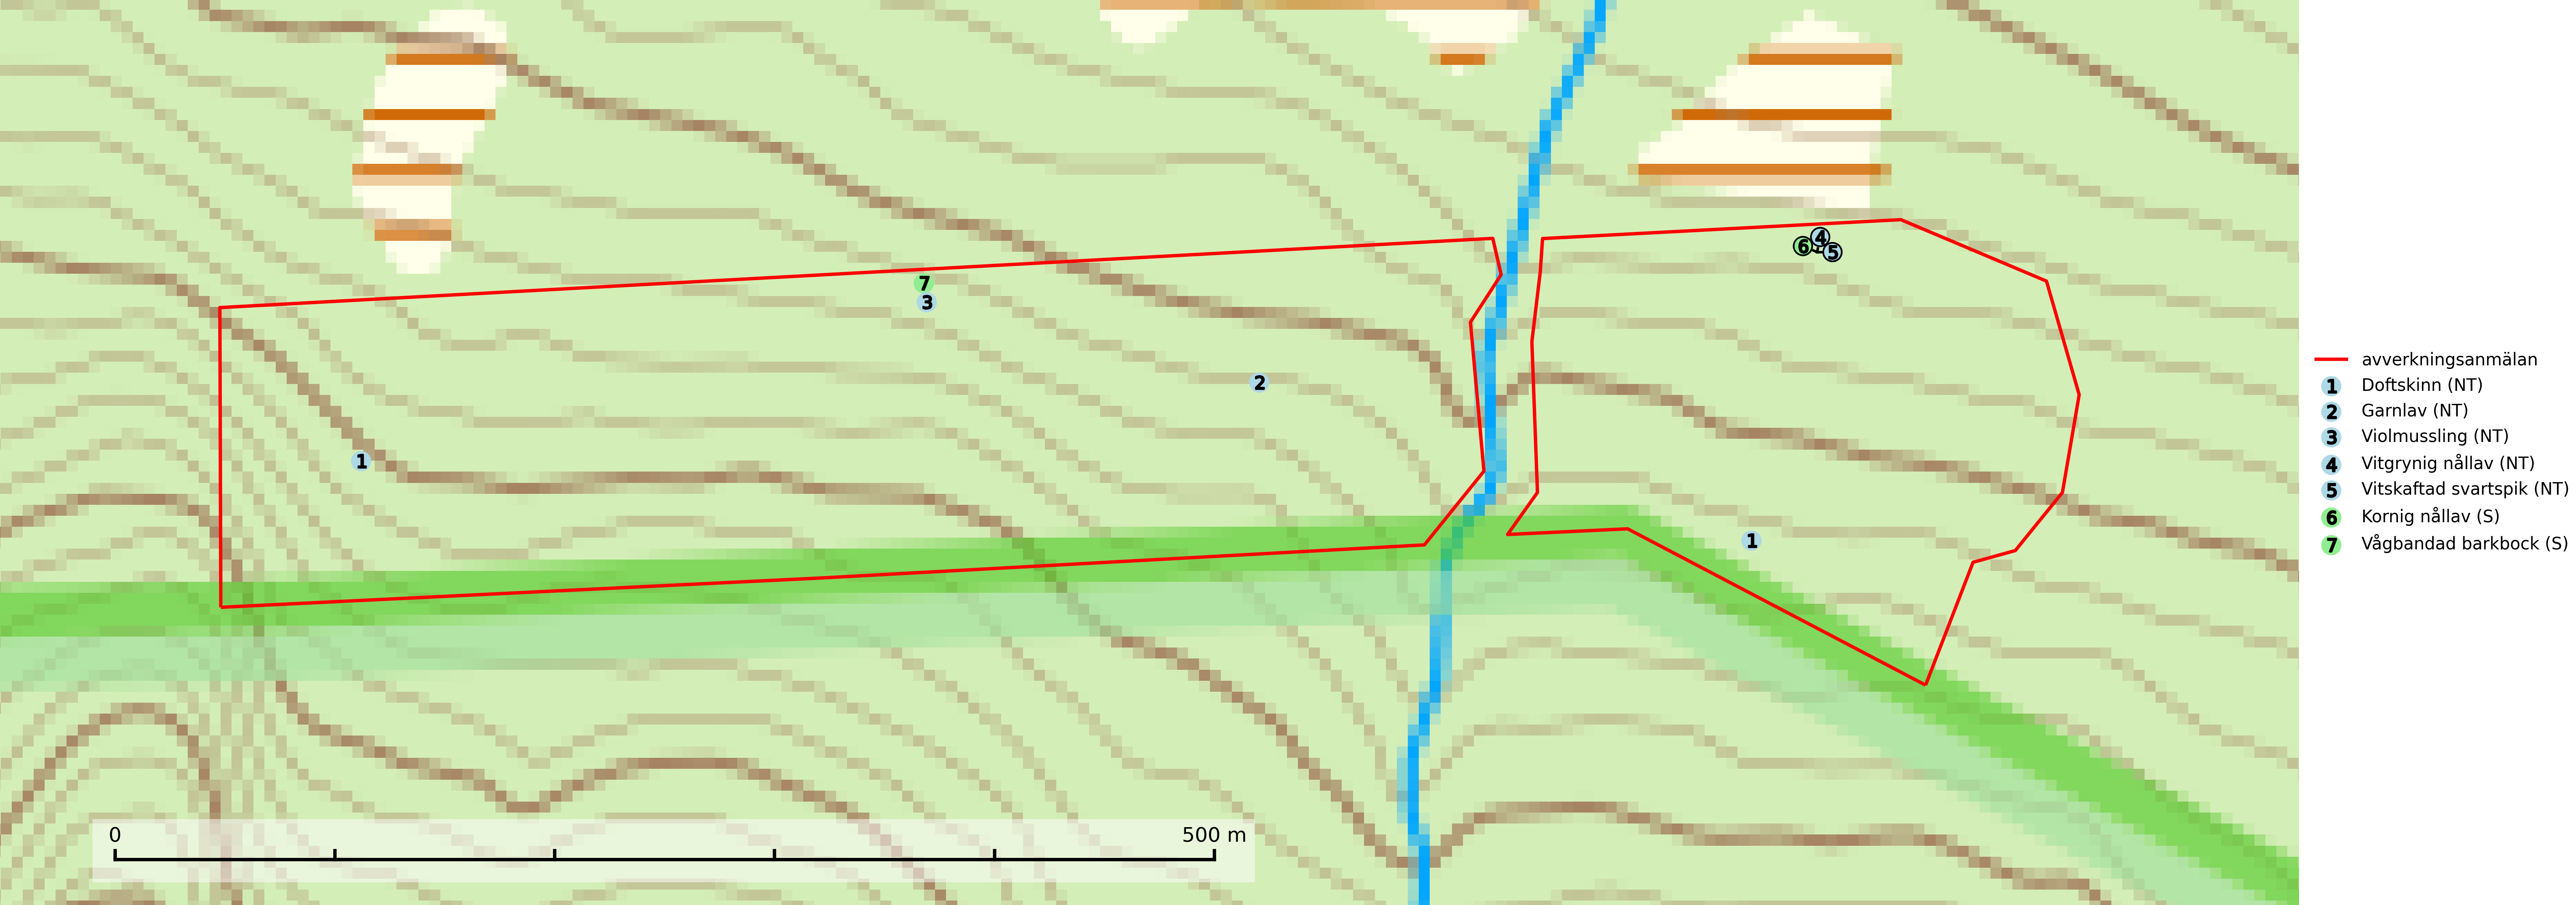 6 4
5
7
3
2
1
1
0 500 m
avverkningsanmälan
1 Doftskinn (NT)
2 Garnlav (NT)
3 Violmussling (NT)
4 Vitgrynig nållav (NT)
5 Vitskaftad svartspik (NT)
6 Kornig nållav (S)
7 Vågbandad barkbock (S)